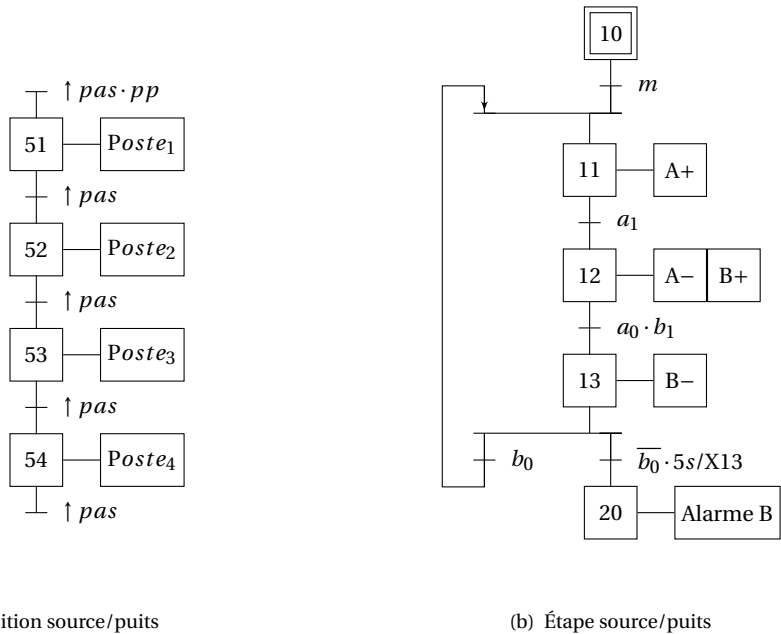 ↑ pas · pp
51 Poste1
↑ pas
52 Poste2
↑ pas
53 Poste3
↑ pas
54 Poste4
↑ pas
ition source/puits
10
m
11 A+
a1
12 A− B+
a0 · b1
13 B−
b0 b0̅ · 5s/X13
20 Alarme B
(b) Étape source/puits